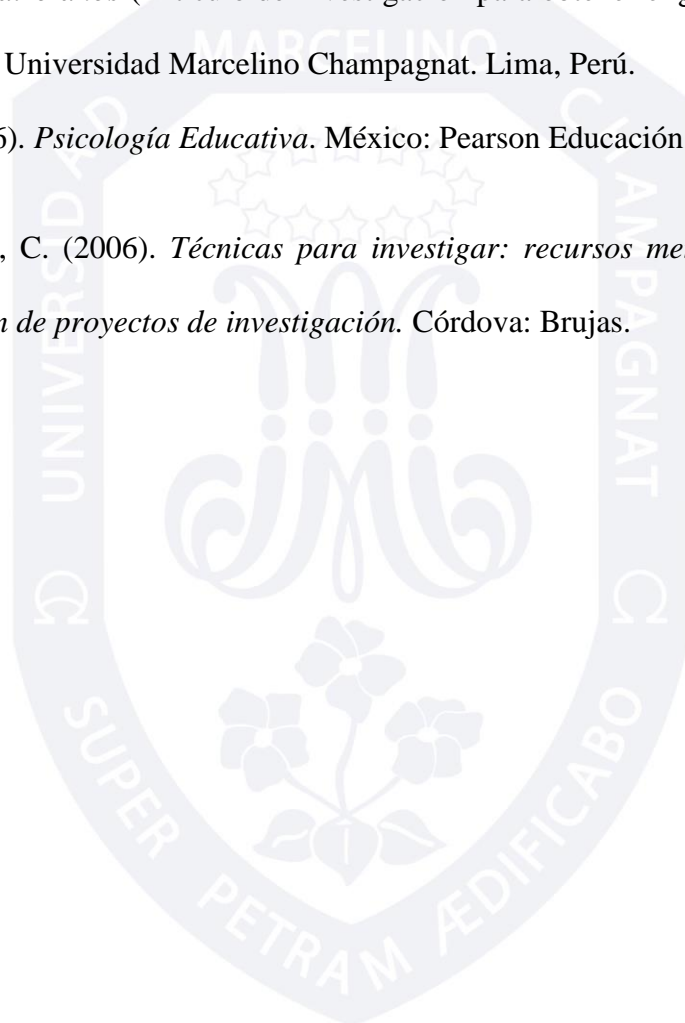 Universidad Marcelino Champagnat. Lima, Perú.
6). Psicología Educativa. México: Pearson Educación
, C. (2006). Técnicas para investigar: recursos me
n de proyectos de investigación. Córdova: Brujas.
MARCELINO
UNIVERSIDAD
CHAMPAGNAT
SUPER PETRAM ÆDIFICABO